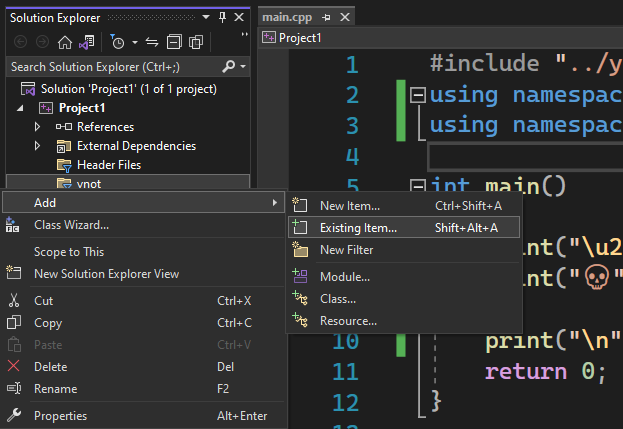 Solution Explorer
Search Solution Explorer (Ctrl+;)
Solution 'Project1' (1 of 1 project)
Project1
References
External Dependencies
Header Files
vnot
Add
Class Wizard...
Scope to This
New Solution Explorer View
Cut Ctrl+X
Copy Ctrl+C
Paste Ctrl+V
Delete Del
Rename F2
Properties Alt+Enter
New Item... Ctrl+Shift+A
Existing Item... Shift+Alt+A
New Filter
Module...
Class...
Resource...
main.cpp
Project1
1 #include "../y
2 using namespac
3 using namespac
4
5 int main()
int("\u2
int("💀"
10 print("\n"
11 return 0;
12 }